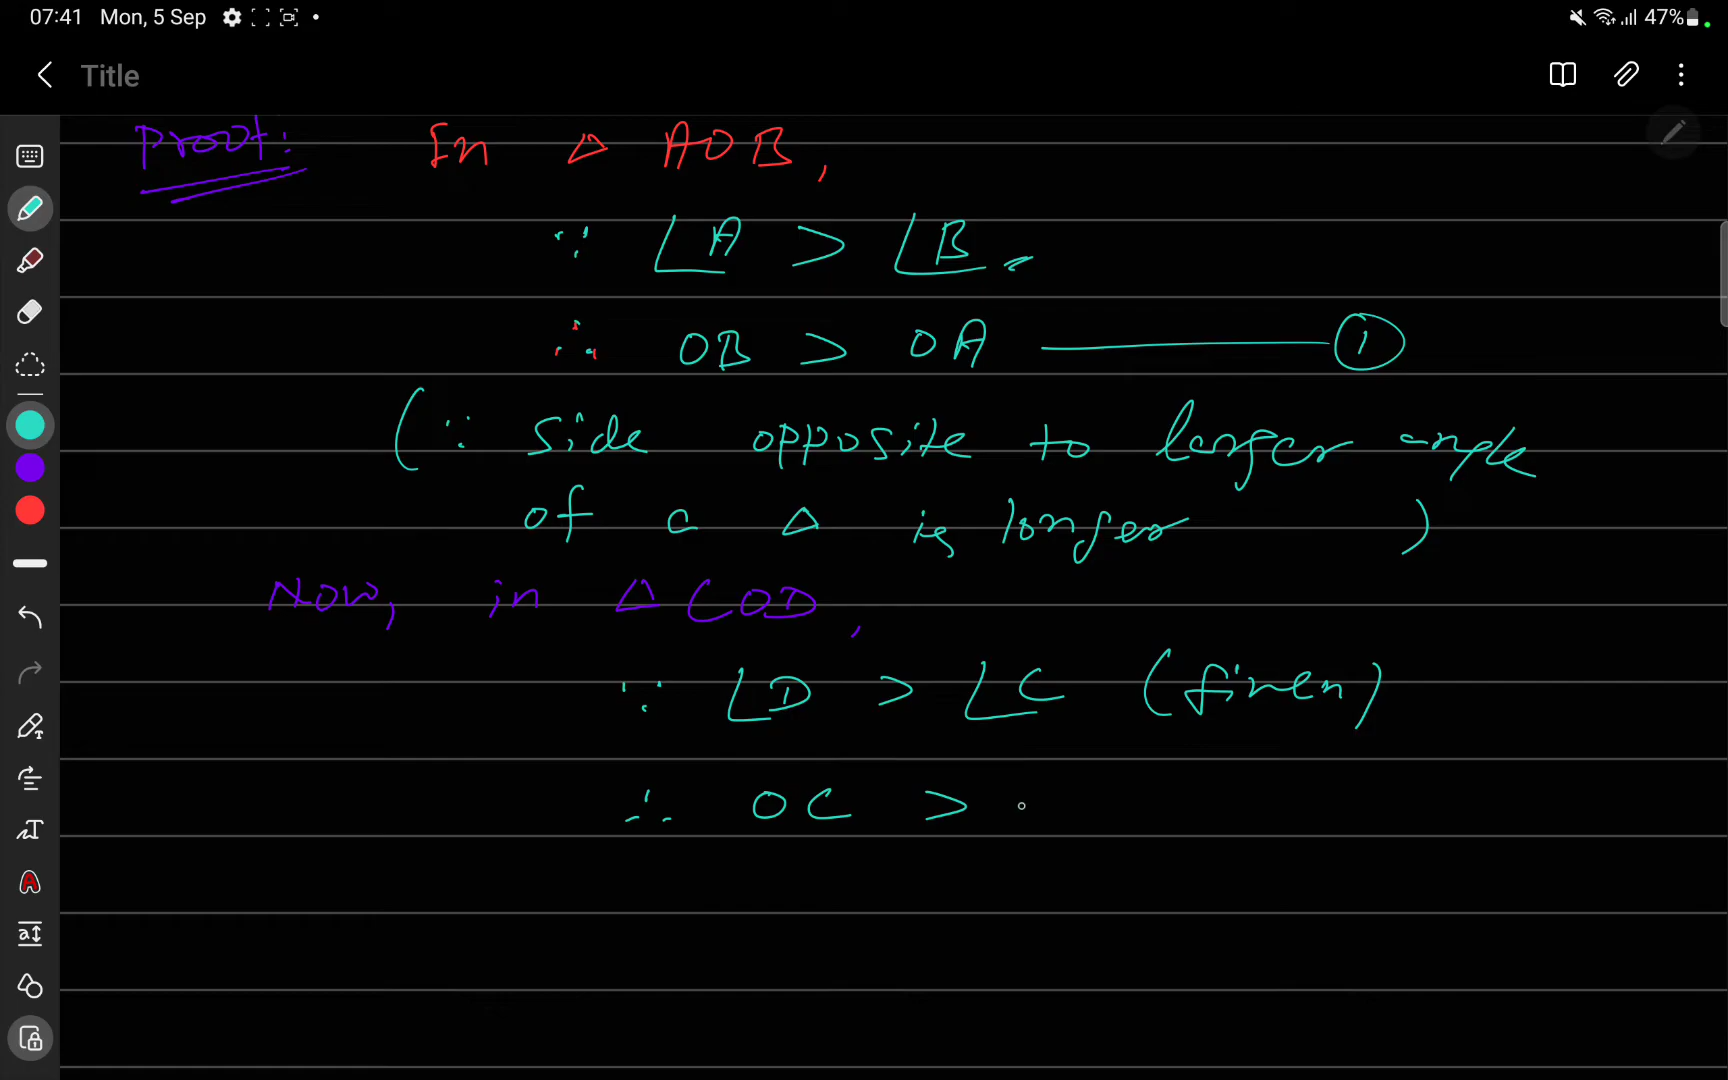 07:41 Mon, 5 Sep 47%
Title
Proof: In △ AOB,
∵ ∠A > ∠B
∴ OB > OA ——— ①
(∵ side opposite to larger angle
of a △ is longer )
Now, in △COD,
∵ ∠D > ∠C (given)
∴ OC >